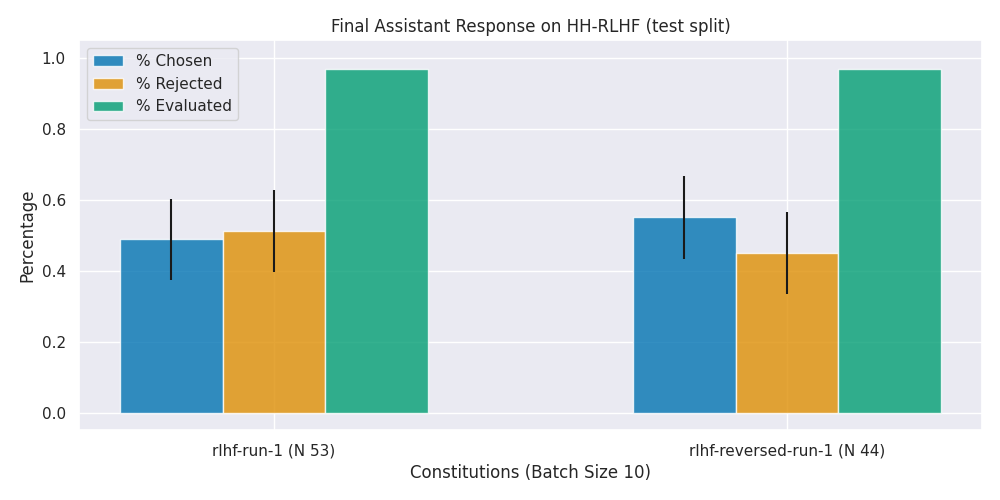 Final Assistant Response on HH-RLHF (test split)
% Chosen
% Rejected
% Evaluated
1.0
0.8
0.6
0.4
0.2
0.0
Percentage
rlhf-run-1 (N 53)
rlhf-reversed-run-1 (N 44)
Constitutions (Batch Size 10)